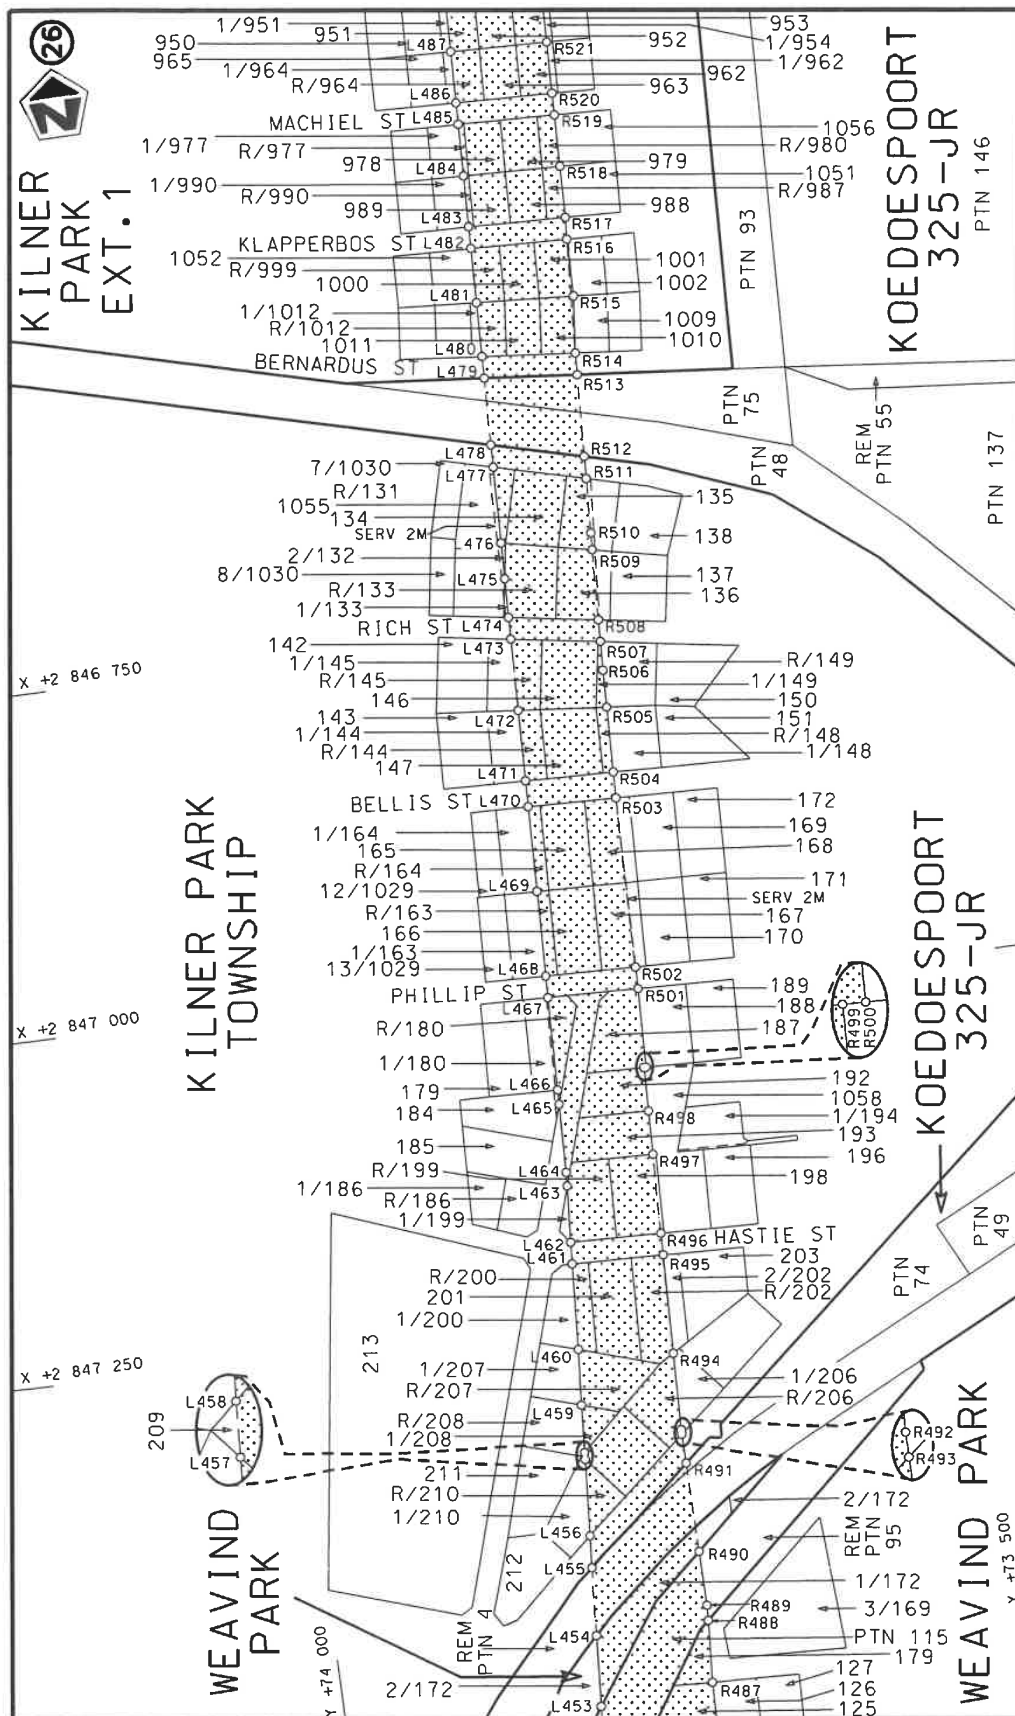 26
N
KILNER
PARK
EXT.1
1/951
951
950
965
L487
1/964
R/964
L486
MACHIEL ST
L485
1/977
R/977
978
L484
1/990
R/990
989
L483
KLAPPERBOS ST
L482
1052
R/999
1000
L481
1/1012
R/1012
1011
L480
BERNARDUS ST
L479
953
1/954
952
R521
1/962
962
963
R520
R519
1056
R/980
979
R518
1051
R/987
988
R517
R516
1001
1002
R515
1009
1010
R514
R513
PTN 93
KOEDOESPOORT
325-JR
PTN 146
PTN
75
PTN
48
REM
PTN 55
PTN 137
L478
7/1030
L477
R/131
1055
134
SERV 2M
476
2/132
L475
8/1030
R/133
1/133
RICH ST
L474
142
L473
1/145
R/145
146
143
L472
1/144
R/144
147
L471
BELLIS ST
L470
R512
R511
135
R510
138
R509
137
136
R508
R507
R/149
R506
1/149
150
R505
151
R/148
1/148
R504
R503
X +2 846 750
KILNER PARK
TOWNSHIP
1/164
165
R/164
12/1029
L469
R/163
166
1/163
13/1029
L468
PHILLIP ST
L467
R/180
1/180
179
L466
184
L465
185
R/199
L464
1/186
L463
R/186
1/199
L462
L461
172
169
168
171
SERV 2M
167
170
R502
R501
189
188
187
R4991
R500
192
1058
R498
1/194
193
R497
196
198
R496
HASTIE ST
R495
203
2/202
R/202
KOEDOESPOORT
325-JR
X +2 847 000
PTN
74
PTN
49
R/200
201
1/200
213
L460
1/207
R/207
L459
R/208
1/208
211
R/210
1/210
L456
L455
212
X +2 847 250
209
L458
L457
R494
1/206
R/206
R492
R493
R491
2/172
REM
PTN
95
R490
1/172
R489
3/169
R488
PTN 115
179
127
R487
126
125
WEAVIND
PARK
REM
PTN 4
L454
2/172
L453
Y +74 000
WEAVIND PARK
Y +73 500